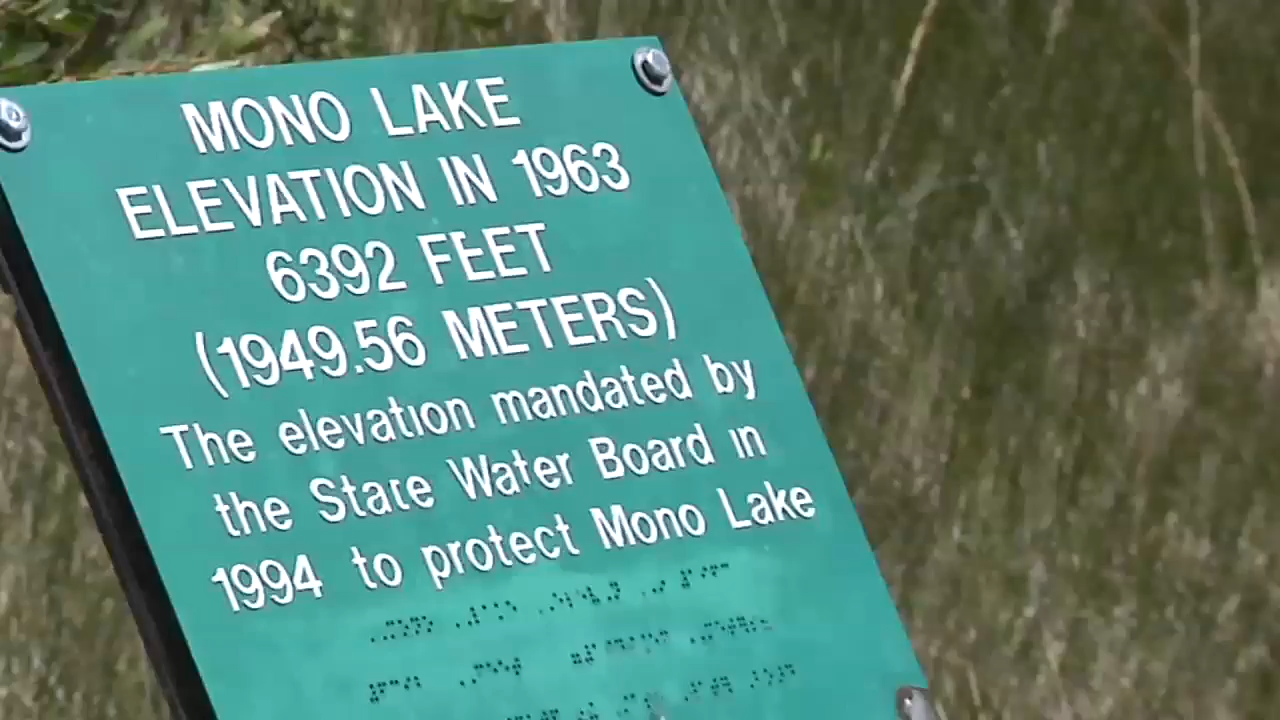 MONO LAKE
ELEVATION IN 1963
6392 FEET
(1949.56 METERS)
The elevation mandated by
the State Water Board in
1994 to protect Mono Lake